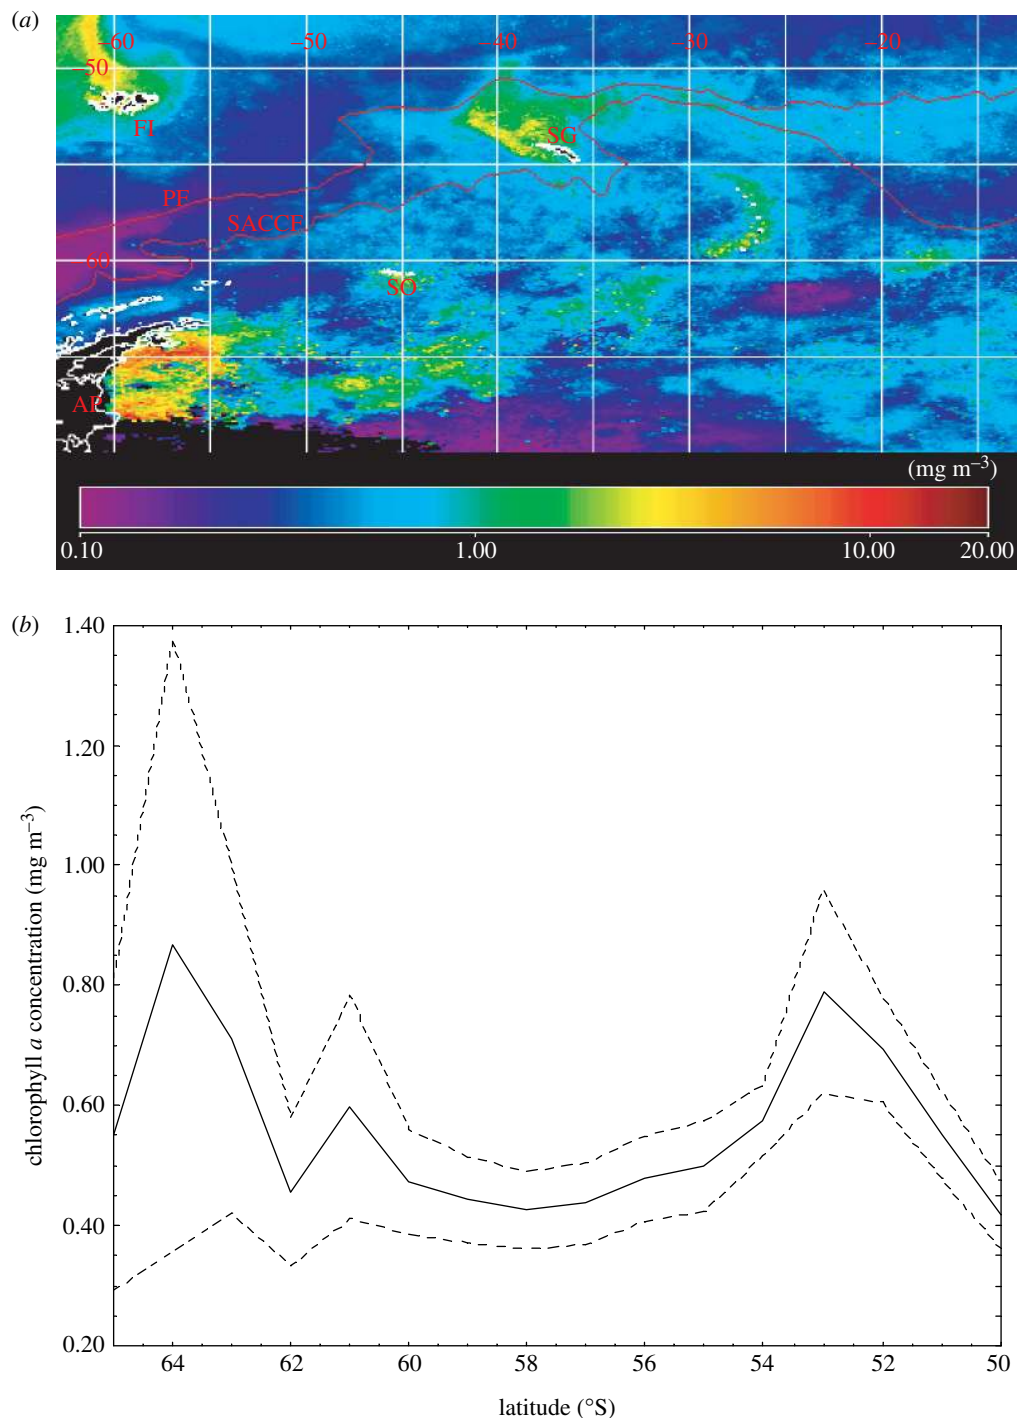 (a)
−60 −50 −40 −30 −20
−50
FI
SG
PF
SACCF
−60
SO
AP
(mg m⁻³)
0.10 1.00 10.00 20.00
(b)
1.40
1.20
1.00
0.80
0.60
0.40
0.20
chlorophyll a concentration (mg m⁻³)
64 62 60 58 56 54 52 50
latitude (°S)